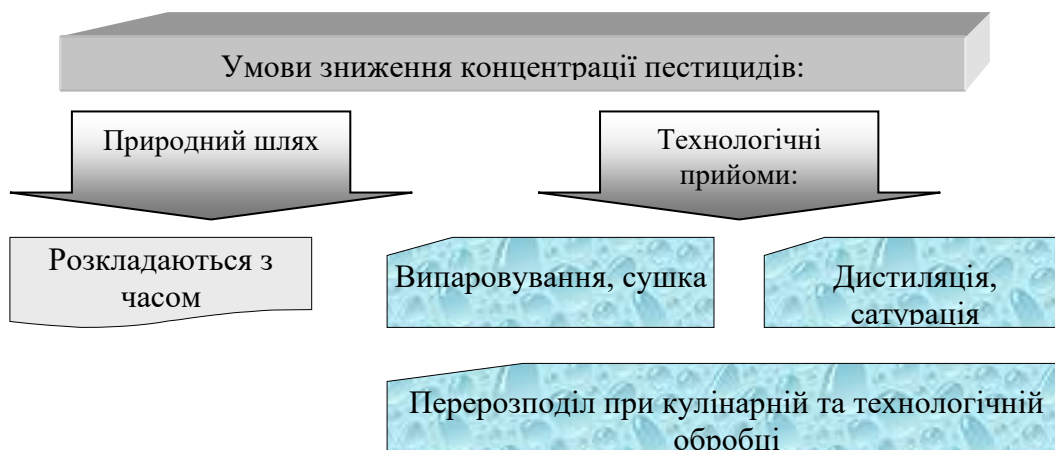 Умови зниження концентрації пестицидів:
Природний шлях
Технологічні
прийоми:
Розкладаються з
часом
Випаровування, сушка
Дистиляція,
сатурація
Перерозподіл при кулінарній та технологічній
обробці